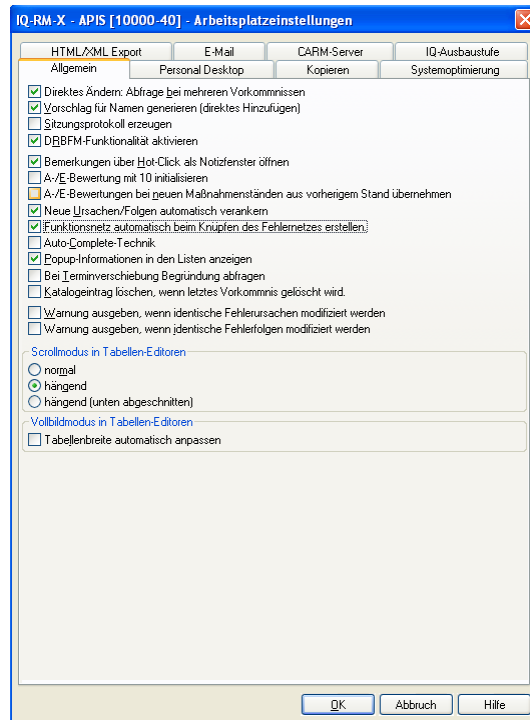 IQ-RM-X - APIS [10000-40] - Arbeitsplatzeinstellungen
HTML/XML Export E-Mail CARM-Server IQ-Ausbaustufe
Allgemein Personal Desktop Kopieren Systemoptimierung
Direktes Ändern: Abfrage bei mehreren Vorkommnissen
Vorschlag für Namen generieren (direktes Hinzufügen)
Sitzungsprotokoll erzeugen
DRBFM-Funktionalität aktivieren
Bemerkungen über Hot-Click als Notizfenster öffnen
A-/E-Bewertung mit 10 initialisieren
A-/E-Bewertungen bei neuen Maßnahmenständen aus vorherigem Stand übernehmen
Neue Ursachen/Folgen automatisch verankern
Funktionsnetz automatisch beim Knüpfen des Fehlernetzes erstellen.
Auto-Complete-Technik
Popup-Informationen in den Listen anzeigen
Bei Terminverschiebung Begründung abfragen
Katalogeintrag löschen, wenn letztes Vorkommnis gelöscht wird.
Warnung ausgeben, wenn identische Fehlerursachen modifiziert werden
Warnung ausgeben, wenn identische Fehlerfolgen modifiziert werden
Scrollmodus in Tabellen-Editoren
normal
hängend
hängend (unten abgeschnitten)
Vollbildmodus in Tabellen-Editoren
Tabellenbreite automatisch anpassen
OK Abbruch Hilfe